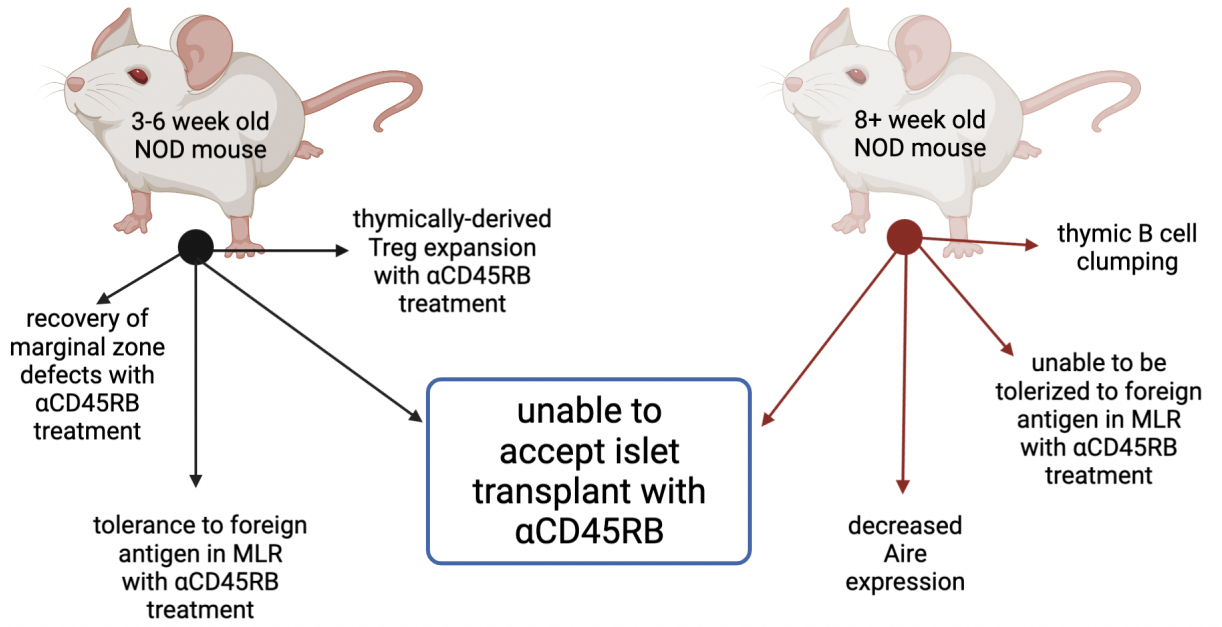 3-6 week old
NOD mouse
8+ week old
NOD mouse
thymically-derived
Treg expansion
with αCD45RB
treatment
thymic B cell
clumping
recovery of
marginal zone
defects with
αCD45RB
treatment
unable to be
tolerized to foreign
antigen in MLR
with αCD45RB
treatment
unable to
accept islet
transplant with
αCD45RB
tolerance to foreign
antigen in MLR
with αCD45RB
treatment
decreased
Aire
expression